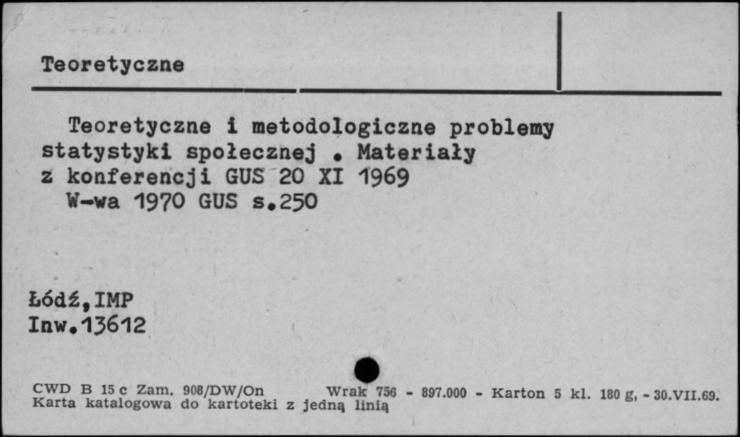 Teoretyczne
Teoretyczne i metodologiczne problemy
statystyki społecznej . Materiały
z konferencji GUS 20 XI 1969
W-wa 1970 GUS s.250
Łódź,IMP
Inw.13612
CWD B 15 c Zam. 908/DW/On Wrak 756 - 897.000 - Karton 5 kl. 180 g, - 30.VII.69.
Karta katalogowa do kartoteki z jedną linią